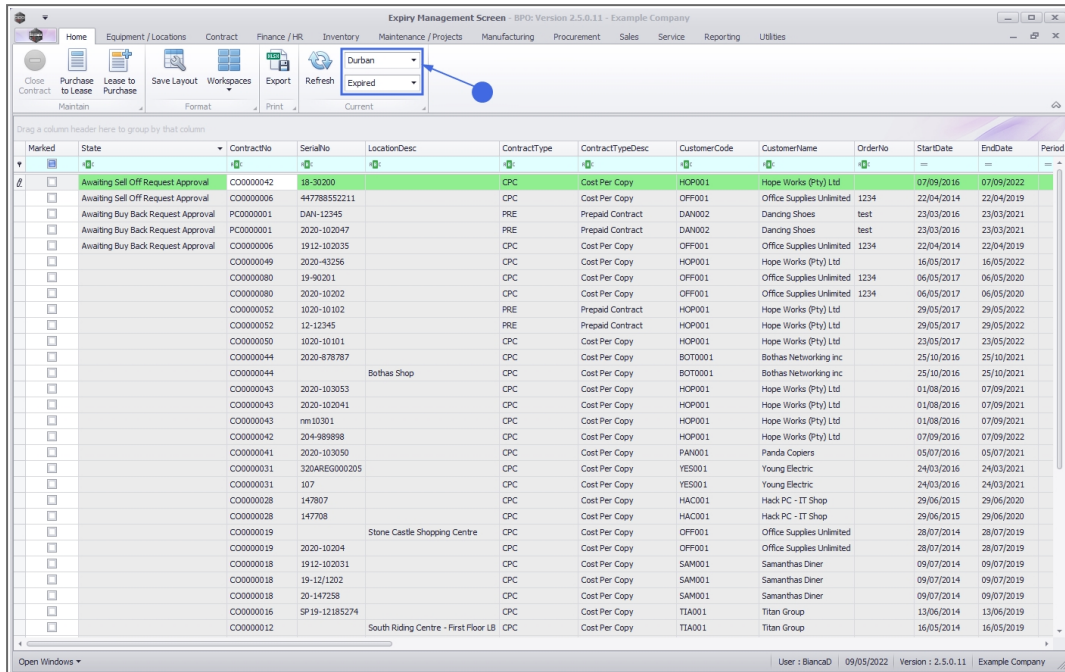 Expiry Management Screen - BPO: Version 2.5.0.11 - Example Company
Home Equipment / Locations Contract Finance / HR Inventory Maintenance / Projects Manufacturing Procurement Sales Service Reporting Utilities
Close Contract Purchase to Lease Lease to Purchase Save Layout Workspaces Export Refresh Durban Expired
Maintain Format Print Current
Drag a column header here to group by that column
Marked State ContractNo SerialNo LocationDesc ContractType ContractTypeDesc CustomerCode CustomerName OrderNo StartDate EndDate Period
Awaiting Sell Off Request Approval CO0000042 18-30200 CPC Cost Per Copy HOP001 Hope Works (Pty) Ltd 07/09/2016 07/09/2022
Awaiting Sell Off Request Approval CO0000006 447788552211 CPC Cost Per Copy OFF001 Office Supplies Unlimited 1234 22/04/2014 22/04/2019
Awaiting Buy Back Request Approval PC0000001 DAN-12345 PRE Prepaid Contract DAN002 Dancing Shoes test 23/03/2016 23/03/2021
Awaiting Buy Back Request Approval PC0000001 2020-102047 PRE Prepaid Contract DAN002 Dancing Shoes test 23/03/2016 23/03/2021
Awaiting Buy Back Request Approval CO0000006 1912-102035 CPC Cost Per Copy OFF001 Office Supplies Unlimited 1234 22/04/2014 22/04/2019
CO0000049 2020-43256 CPC Cost Per Copy HOP001 Hope Works (Pty) Ltd 16/05/2017 16/05/2022
CO0000080 19-90201 CPC Cost Per Copy OFF001 Office Supplies Unlimited 1234 06/05/2017 06/05/2020
CO0000080 2020-10202 CPC Cost Per Copy OFF001 Office Supplies Unlimited 1234 06/05/2017 06/05/2020
CO0000052 1020-10102 PRE Prepaid Contract HOP001 Hope Works (Pty) Ltd 29/05/2017 29/05/2022
CO0000052 12-12345 PRE Prepaid Contract HOP001 Hope Works (Pty) Ltd 29/05/2017 29/05/2022
CO0000050 1020-10101 CPC Cost Per Copy HOP001 Hope Works (Pty) Ltd 23/05/2017 23/05/2022
CO0000044 2020-878787 CPC Cost Per Copy BOT0001 Bothas Networking inc 25/10/2016 25/10/2021
CO0000044 Bothas Shop CPC Cost Per Copy BOT0001 Bothas Networking inc 25/10/2016 25/10/2021
CO0000043 2020-103053 CPC Cost Per Copy HOP001 Hope Works (Pty) Ltd 01/08/2016 07/09/2021
CO0000043 2020-102041 CPC Cost Per Copy HOP001 Hope Works (Pty) Ltd 01/08/2016 07/09/2021
CO0000043 nm10301 CPC Cost Per Copy HOP001 Hope Works (Pty) Ltd 01/08/2016 07/09/2021
CO0000042 204-989898 CPC Cost Per Copy HOP001 Hope Works (Pty) Ltd 07/09/2016 07/09/2022
CO0000041 2020-103050 CPC Cost Per Copy PAN001 Panda Copiers 05/07/2016 05/07/2021
CO0000031 320AREG000205 CPC Cost Per Copy YES001 Young Electric 24/03/2016 24/03/2021
CO0000031 107 CPC Cost Per Copy YES001 Young Electric 24/03/2016 24/03/2021
CO0000028 147807 CPC Cost Per Copy HAC001 Hack PC - IT Shop 29/06/2015 29/06/2020
CO0000028 147708 CPC Cost Per Copy HAC001 Hack PC - IT Shop 29/06/2015 29/06/2020
CO0000019 Stone Castle Shopping Centre CPC Cost Per Copy OFF001 Office Supplies Unlimited 28/07/2014 28/07/2019
CO0000019 2020-10204 CPC Cost Per Copy OFF001 Office Supplies Unlimited 28/07/2014 28/07/2019
CO0000018 1912-102031 CPC Cost Per Copy SAM001 Samanthas Diner 09/07/2014 09/07/2019
CO0000018 19-12/1202 CPC Cost Per Copy SAM001 Samanthas Diner 09/07/2014 09/07/2019
CO0000018 20-147258 CPC Cost Per Copy SAM001 Samanthas Diner 09/07/2014 09/07/2019
CO0000016 SP19-12185274 CPC Cost Per Copy TIA001 Titan Group 13/06/2014 13/06/2019
CO0000012 South Riding Centre - First Floor LB CPC Cost Per Copy TIA001 Titan Group 16/05/2014 16/05/2019
Open Windows User : BiancaD 09/05/2022 Version : 2.5.0.11 Example Company